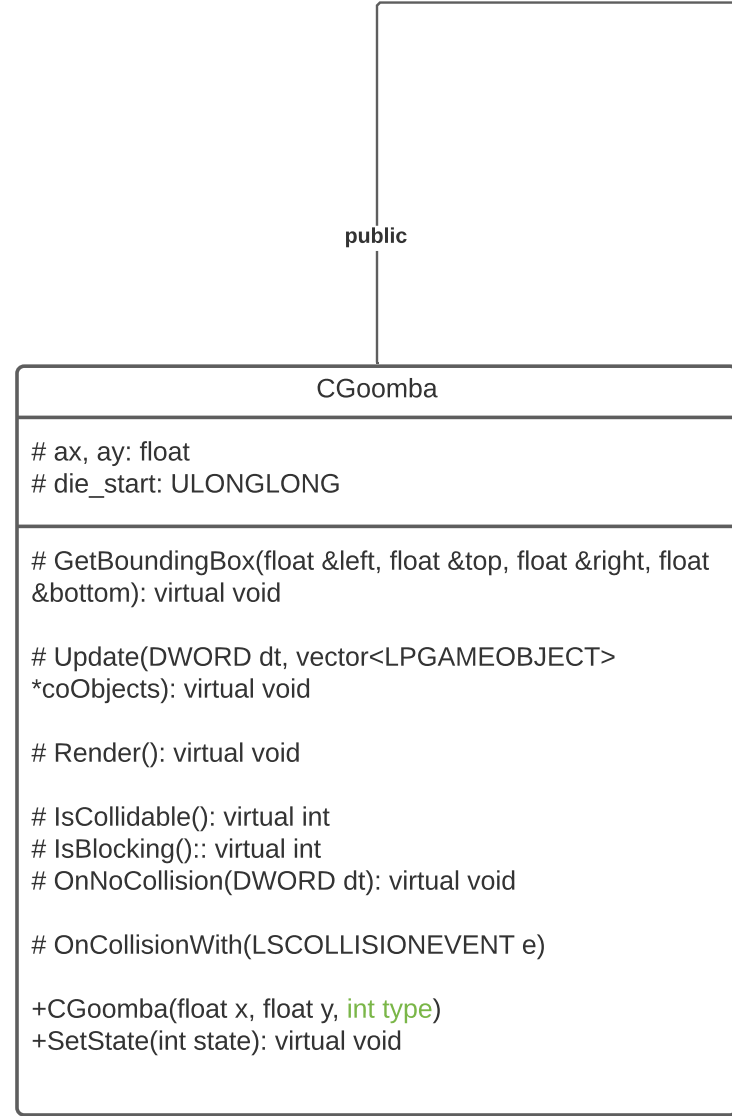 public
CGoomba
# ax, ay: float
# die_start: ULONGLONG
# GetBoundingBox(float &left, float &top, float &right, float
&bottom): virtual void
# Update(DWORD dt, vector<LPGAMEOBJECT>
*coObjects): virtual void
# Render(): virtual void
# IsCollidable(): virtual int
# IsBlocking():: virtual int
# OnNoCollision(DWORD dt): virtual void
# OnCollisionWith(LSCOLLISIONEVENT e)
+CGoomba(float x, float y, int type)
+SetState(int state): virtual void